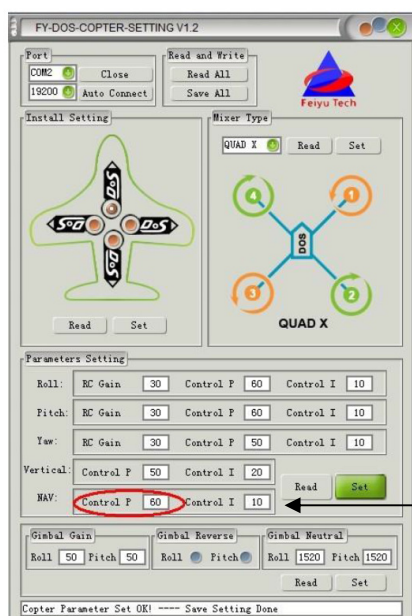 FY-DOS-COPTER-SETTING V1.2
Port
COM2 Close
19200 Auto Connect
Read and Write
Read All
Save All
Feiyu Tech
Install Setting
DOS
DOS DOS
DOS
Read Set
Mixer Type
QUAD X Read Set
4 1
DOS
3 2
QUAD X
Parameters Setting
Roll: RC Gain 30 Control P 60 Control I 10
Pitch: RC Gain 30 Control P 60 Control I 10
Yaw: RC Gain 30 Control P 50 Control I 10
Vertical: Control P 50 Control I 20
Read Set
NAV: Control P 60 Control I 10
Gimbal Gain
Roll 50 Pitch 50
Gimbal Reverse
Roll Pitch
Gimbal Neutral
Roll 1520 Pitch 1520
Read Set
Copter Parameter Set OK! ---- Save Setting Done